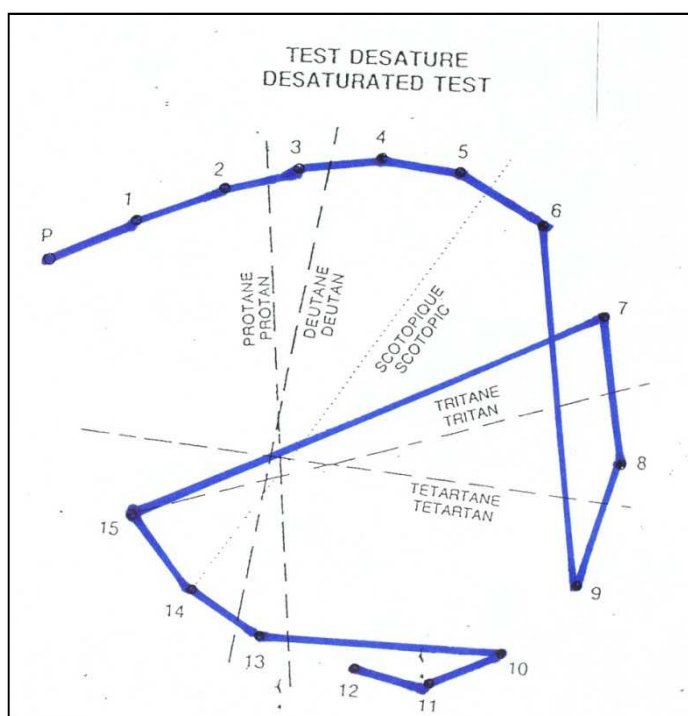 TEST DESATURE
DESATURATED TEST
P
1
2
3
4
5
6
7
8
9
10
11
12
13
14
15
PROTANE
PROTAN
DEUTANE
DEUTAN
SCOTOPIQUE
SCOTOPIC
TRITANE
TRITAN
TETARTANE
TETARTAN